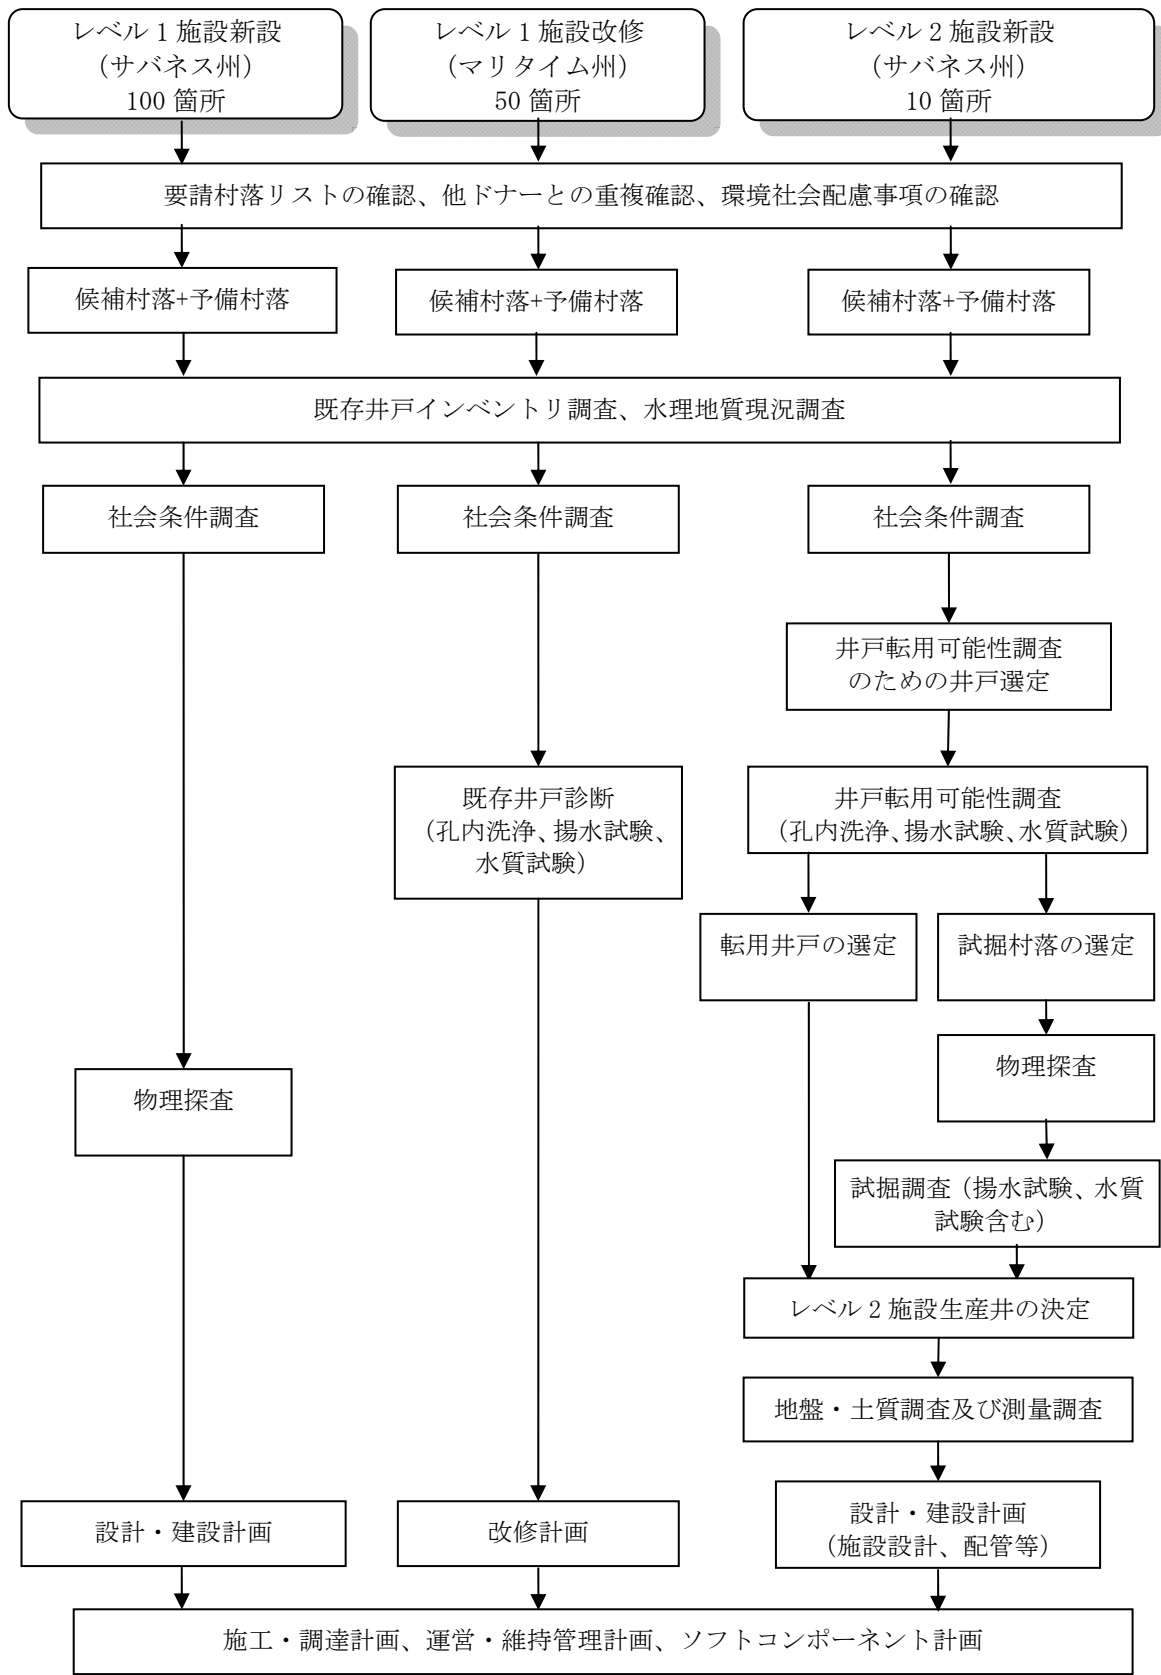 レベル 1 施設新設
（サバネス州）
100 箇所
レベル 1 施設改修
（マリタイム州）
50 箇所
レベル 2 施設新設
（サバネス州）
10 箇所
要請村落リストの確認、他ドナーとの重複確認、環境社会配慮事項の確認
候補村落+予備村落
候補村落+予備村落
候補村落+予備村落
既存井戸インベントリ調査、水理地質現況調査
社会条件調査
社会条件調査
社会条件調査
井戸転用可能性調査
のための井戸選定
既存井戸診断
（孔内洗浄、揚水試験、
水質試験）
井戸転用可能性調査
（孔内洗浄、揚水試験、水質試験）
転用井戸の選定
試掘村落の選定
物理探査
物理探査
試掘調査（揚水試験、水質
試験含む）
レベル 2 施設生産井の決定
地盤・土質調査及び測量調査
設計・建設計画
改修計画
設計・建設計画
（施設設計、配管等）
施工・調達計画、運営・維持管理計画、ソフトコンポーネント計画